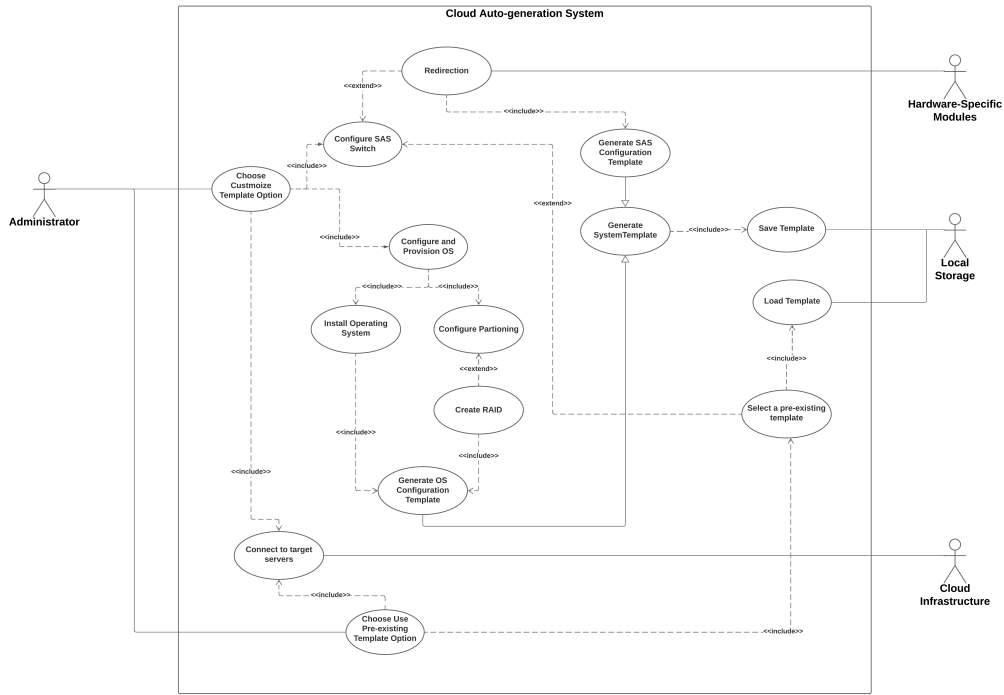 Cloud Auto-generation System
Redirection
<<extend>>
<<include>>
Hardware-Specific
Modules
Configure SAS
Switch
Generate SAS
Configuration
Template
<<include>>
Choose
Custmoize
Template Option
Administrator
<<extend>>
<<include>>
Configure and
Provision OS
Generate
SystemTemplate
<<include>>
Save Template
Local
Storage
<<include>>
<<include>>
Load Template
Install Operating
System
Configure Partioning
<<include>>
<<extend>>
Create RAID
Select a pre-existing
template
<<include>>
<<include>>
<<include>>
Generate OS
Configuration
Template
Connect to target
servers
Cloud
Infrastructure
<<include>>
Choose Use
Pre-existing
Template Option
<<include>>